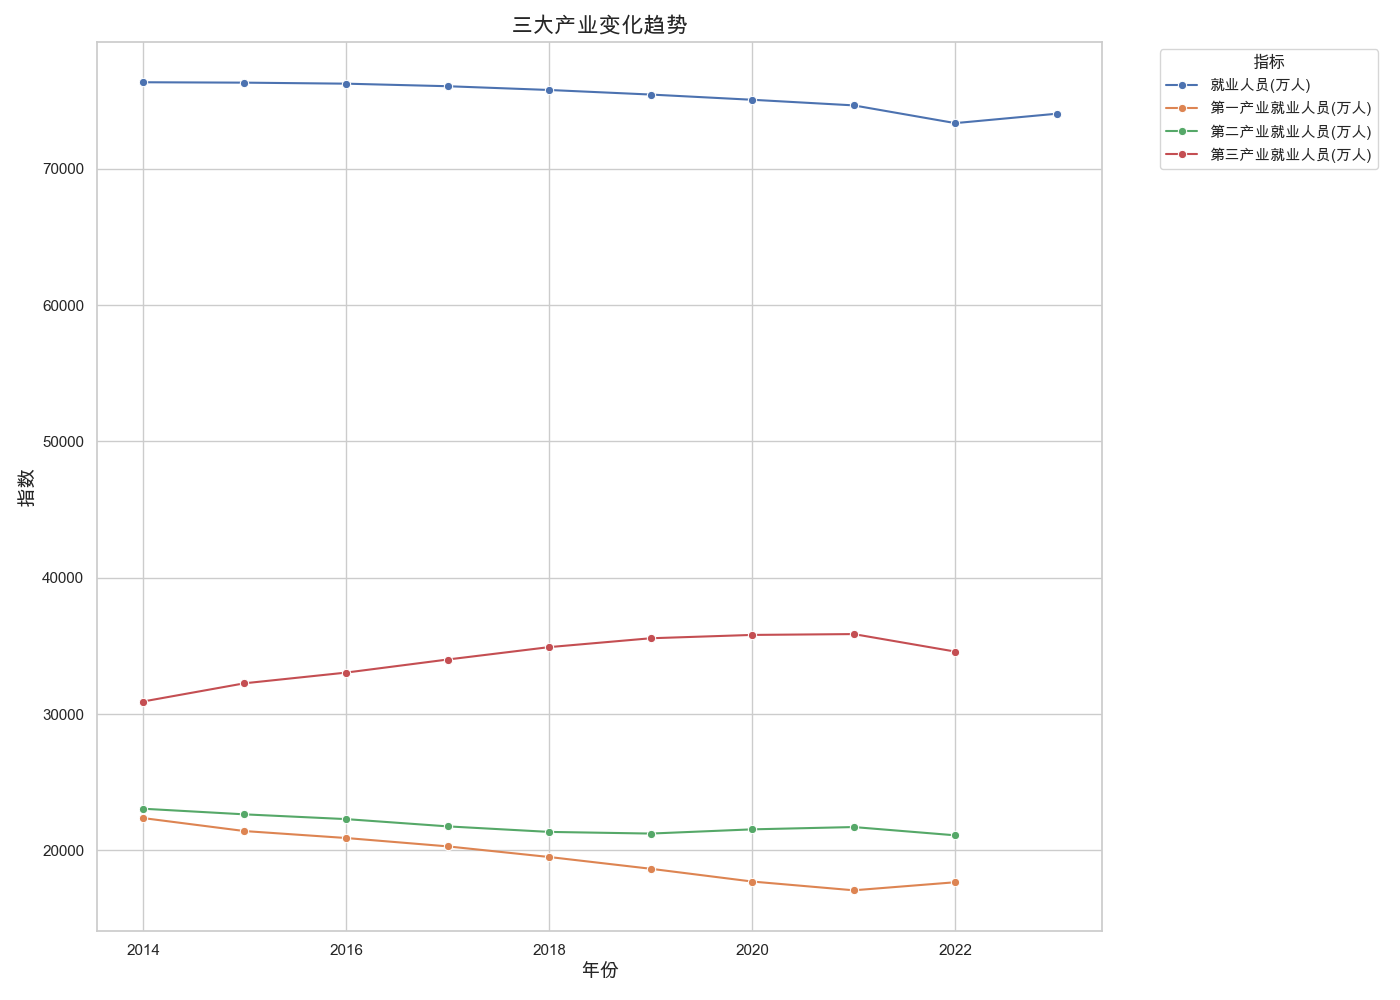 三大产业变化趋势
指标
就业人员(万人)
第一产业就业人员(万人)
第二产业就业人员(万人)
第三产业就业人员(万人)
指数
70000
60000
50000
40000
30000
20000
2014
2016
2018
2020
2022
年份